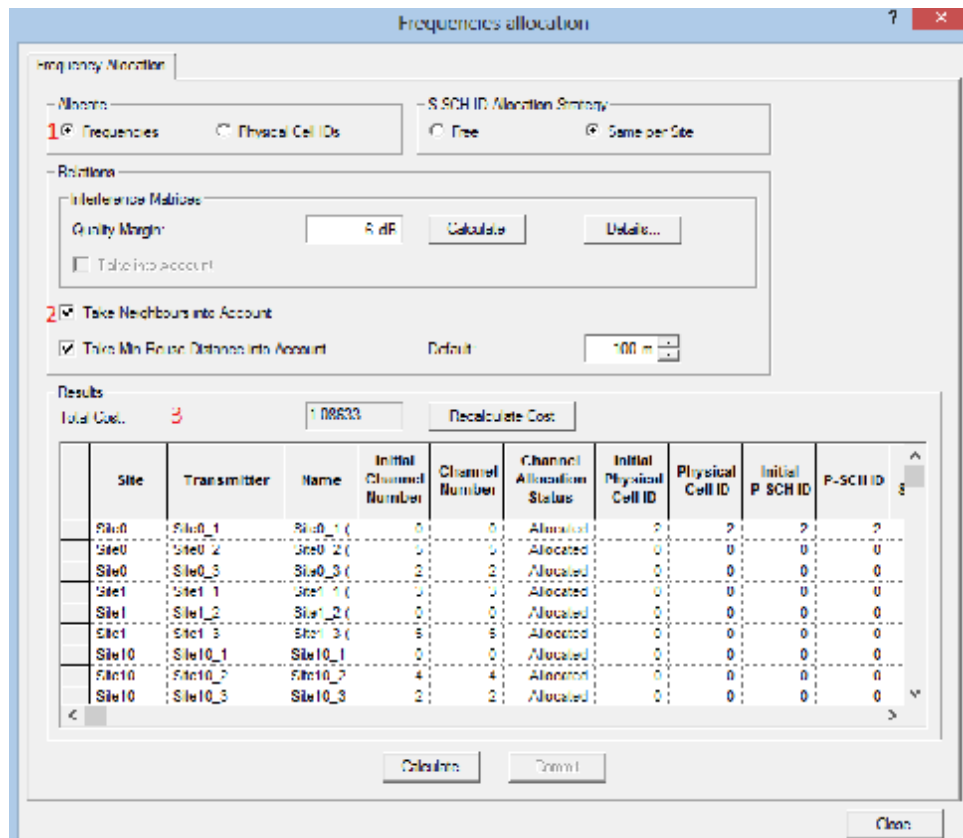 Frequencies allocation
?
Frequency Allocation
Allocate
1 Frequencies Physical Cell IDs
S-SCH ID Allocation Strategy
Free Same per Site
Relations
Interference Matrices
Quality Margin: 6 dB Calculate Details...
Take into Account
2 Take Neighbours into Account
Take Min Reuse Distance into Account Default: 100 m
Results
Total Cost: 3 1.08633 Recalculate Cost
Site Transmitter Name Initial Channel Number Channel Number Channel Allocation Status Initial Physical Cell ID Physical Cell ID Initial P-SCH ID P-SCH ID S
Site0 Site0_1 Site0_1 ( 0 0 Allocated 2 2 2 2
Site0 Site0_2 Site0_2 ( Allocated 0 0 0 0
Site0 Site0_3 Site0_3 ( 2 2 Allocated 0 0 0 0
Site1 Site1_1 Site1_1 ( Allocated 0 0 0 0
Site1 Site1_2 Site1_2 ( 0 0 Allocated 0 0 0 0
Site1 Site1_3 Site1_3 ( Allocated 0 0 0 0
Site10 Site10_1 Site10_1 0 0 Allocated 0 0 0 0
Site10 Site10_2 Site10_2 4 4 Allocated 0 0 0 0
Site10 Site10_3 Site10_3 2 2 Allocated 0 0 0 0
Calculate Commit
Close